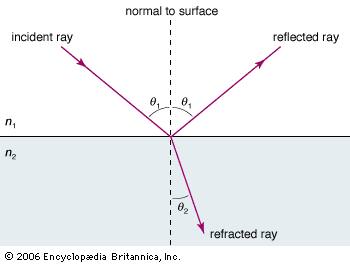 normal to surface
incident ray
reflected ray
θ₁ θ₁
n₁
n₂
θ₂
refracted ray
© 2006 Encyclopædia Britannica, Inc.